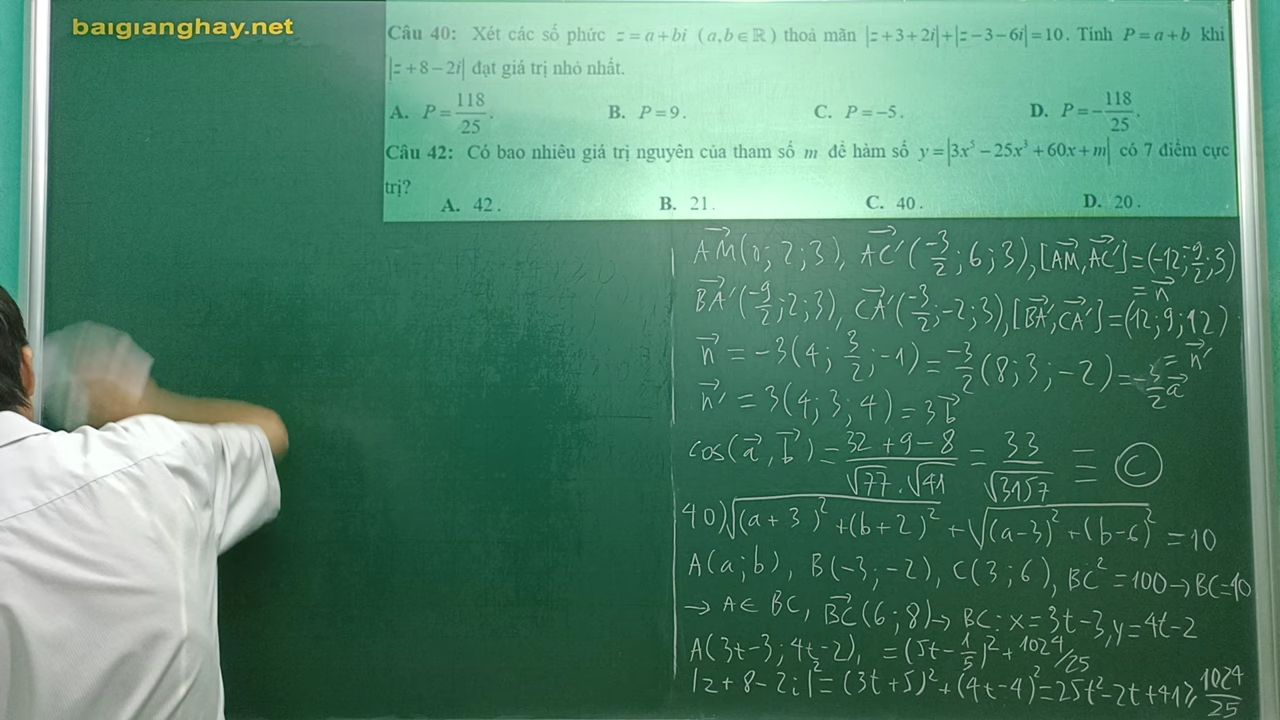 baigianghay.net
Câu 40: Xét các số phức z = a + bi (a, b ∈ ℝ) thoả mãn |z + 3 + 2i| + |z − 3 − 6i| = 10. Tính P = a + b khi
|z + 8 − 2i| đạt giá trị nhỏ nhất.
A. P = 118/25. B. P = 9. C. P = −5. D. P = −118/25.
Câu 42: Có bao nhiêu giá trị nguyên của tham số m để hàm số y = |3x⁵ − 25x³ + 60x + m| có 7 điểm cực
trị?
A. 42. B. 21. C. 40. D. 20.
AM→(0; 2; 3), AC'→(-3/2; 6; 3), [AM→, AC'→] = (-12; -9/2; 3)
= n→
BA'→(-9/2; 2; 3), CA'→(-3/2; -2; 3), [BA'→, CA'→] = (12; 9; 12)
= n'→
n→ = -3(4; 3/2; -1) = -3/2(8; 3; -2) = -3/2 a→
n'→ = 3(4; 3; 4) = 3b→
cos(a→, b→) = (32 + 9 - 8)/(√77 . √41) = 33/√3157 = Ⓒ
40) √((a+3)² + (b+2)²) + √((a-3)² + (b-6)²) = 10
A(a; b), B(-3; -2), C(3; 6), BC² = 100 → BC = 10
→ A ∈ BC, BC→(6; 8) → BC: x = 3t - 3, y = 4t - 2
A(3t - 3; 4t - 2), = (5t - 1/5)² + 1024/25
|z + 8 - 2i|² = (3t + 5)² + (4t - 4)² = 25t² - 2t + 41 ≥ 1024/25